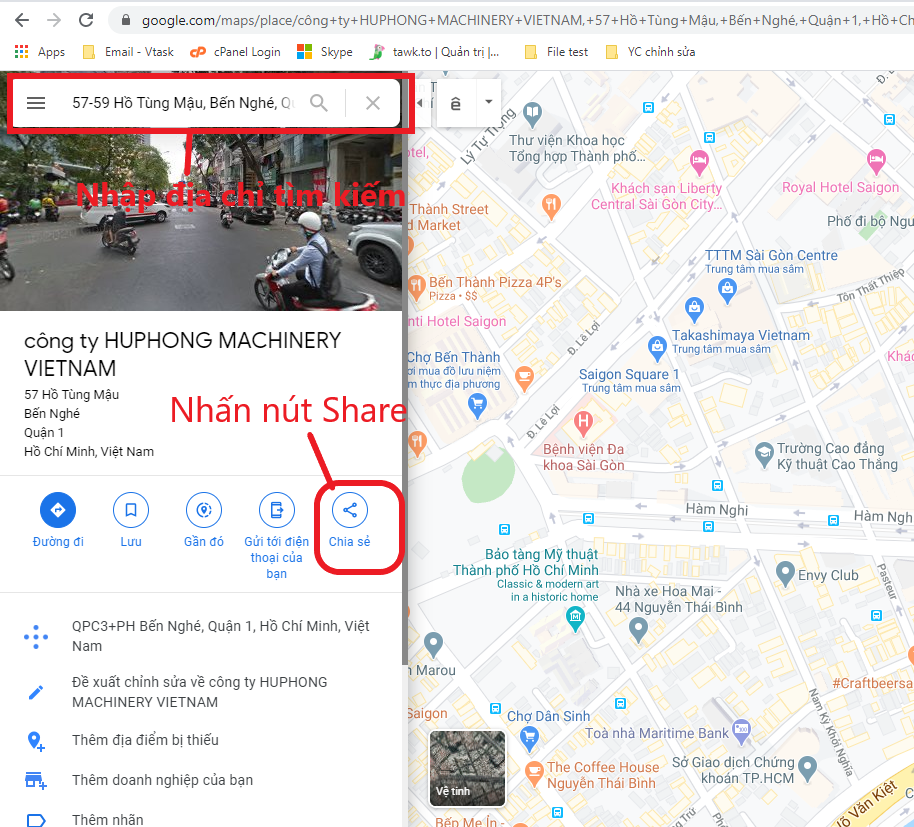 google.com/maps/place/công+ty+HUPHONG+MACHINERY+VIETNAM,+57+Hồ+Tùng+Mậu,+Bến+Nghé,+Quận+1,+Hồ+Ch
Apps
Email - Vtask
cPanel Login
Skype
tawk.to | Quản trị |...
File test
YC chỉnh sửa
57-59 Hồ Tùng Mậu, Bến Nghé, Qu
Nhập địa chỉ tìm kiếm
công ty HUPHONG MACHINERY
VIETNAM
57 Hồ Tùng Mậu
Bến Nghé
Quận 1
Hồ Chí Minh, Việt Nam
Nhấn nút Share
Đường đi
Lưu
Gần đó
Gửi tới điện
thoại của
bạn
Chia sẻ
QPC3+PH Bến Nghé, Quận 1, Hồ Chí Minh, Việt
Nam
Đề xuất chỉnh sửa về công ty HUPHONG
MACHINERY VIETNAM
Thêm địa điểm bị thiếu
Thêm doanh nghiệp của bạn
Thêm nhãn
ê
Lý Tự Trọng
Thư viện Khoa học
Tổng hợp Thành phố...
otel,
Khách sạn Liberty
Central Sài Gòn City...
Royal Hotel Saigon
Phố đi bộ Ngu
Thành Street
d Market
TTTM Sài Gòn Centre
Trung tâm mua sắm
Tôn Thất Thiệp
Bến Thành Pizza 4P's
Pizza • $$
nti Hotel Saigon
Đ. Lê Lợi
Takashimaya Vietnam
Trung tâm mua sắm
Chợ Bến Thành
ơi mua đồ lưu niệm
m thực địa phương
Saigon Square 1
Trung tâm mua sắm
Khác
Đ. Lê Lợi
Bệnh viện Đa
khoa Sài Gòn
Trường Cao đẳng
Kỹ thuật Cao Thắng
Hàm Nghi
Hàm Ngh
Bảo tàng Mỹ thuật
Thành phố Hồ Chí Minh
Classic & modern art
in a historic home
Envy Club
Nhà xe Hoa Mai -
44 Nguyễn Thái Bình
Pasteur
n Marou
#Craftbeersa
Nam Kỳ Khởi Nghĩa
Saigon
Chợ Dân Sinh
Toà nhà Maritime Bank
Sở Giao dịch Chứng
khoán TP.HCM
The Coffee House
Nguyễn Thái Bình
Vệ tinh
Võ Văn Kiệt
Bếp Mẹ Ỉn -